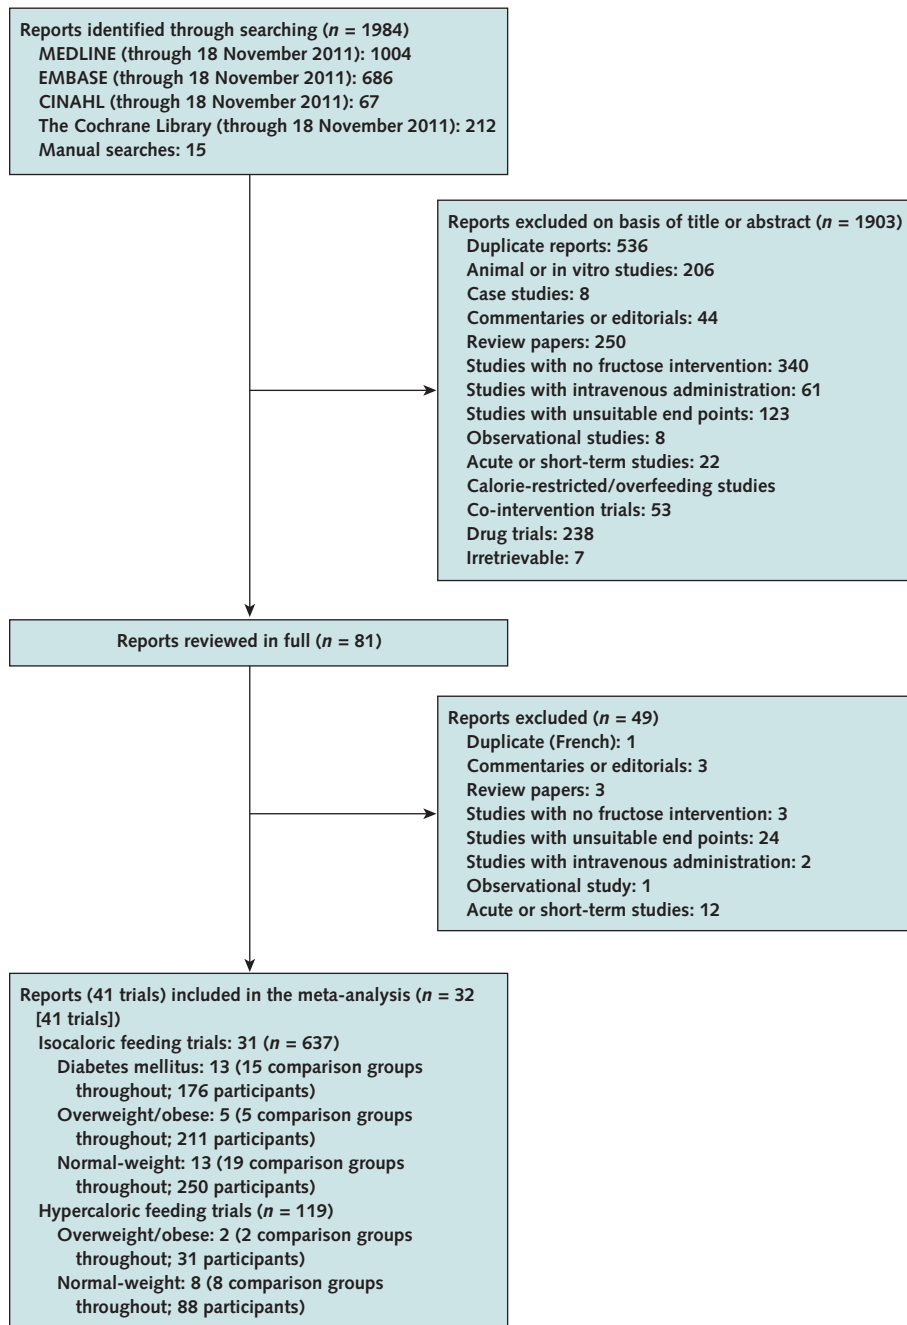 Reports identified through searching (n = 1984)
MEDLINE (through 18 November 2011): 1004
EMBASE (through 18 November 2011): 686
CINAHL (through 18 November 2011): 67
The Cochrane Library (through 18 November 2011): 212
Manual searches: 15
Reports excluded on basis of title or abstract (n = 1903)
Duplicate reports: 536
Animal or in vitro studies: 206
Case studies: 8
Commentaries or editorials: 44
Review papers: 250
Studies with no fructose intervention: 340
Studies with intravenous administration: 61
Studies with unsuitable end points: 123
Observational studies: 8
Acute or short-term studies: 22
Calorie-restricted/overfeeding studies
Co-intervention trials: 53
Drug trials: 238
Irretrievable: 7
Reports reviewed in full (n = 81)
Reports excluded (n = 49)
Duplicate (French): 1
Commentaries or editorials: 3
Review papers: 3
Studies with no fructose intervention: 3
Studies with unsuitable end points: 24
Studies with intravenous administration: 2
Observational study: 1
Acute or short-term studies: 12
Reports (41 trials) included in the meta-analysis (n = 32
[41 trials])
Isocaloric feeding trials: 31 (n = 637)
Diabetes mellitus: 13 (15 comparison groups
throughout; 176 participants)
Overweight/obese: 5 (5 comparison groups
throughout; 211 participants)
Normal-weight: 13 (19 comparison groups
throughout; 250 participants)
Hypercaloric feeding trials (n = 119)
Overweight/obese: 2 (2 comparison groups
throughout; 31 participants)
Normal-weight: 8 (8 comparison groups
throughout; 88 participants)